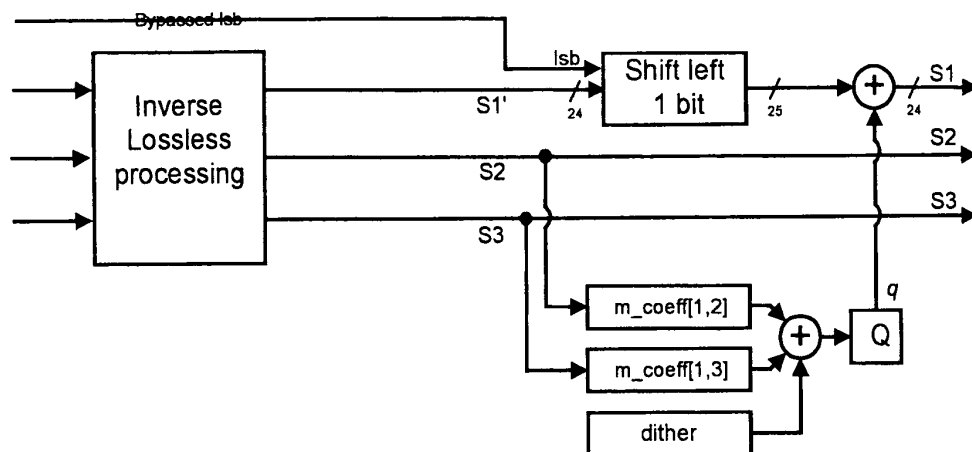 Bypassed lsb
lsb
Shift left
1 bit
S1'
24
25
+
24
S1
Inverse
Lossless
processing
S2
S2
S3
S3
m_coeff[1,2]
m_coeff[1,3]
dither
+
q
Q